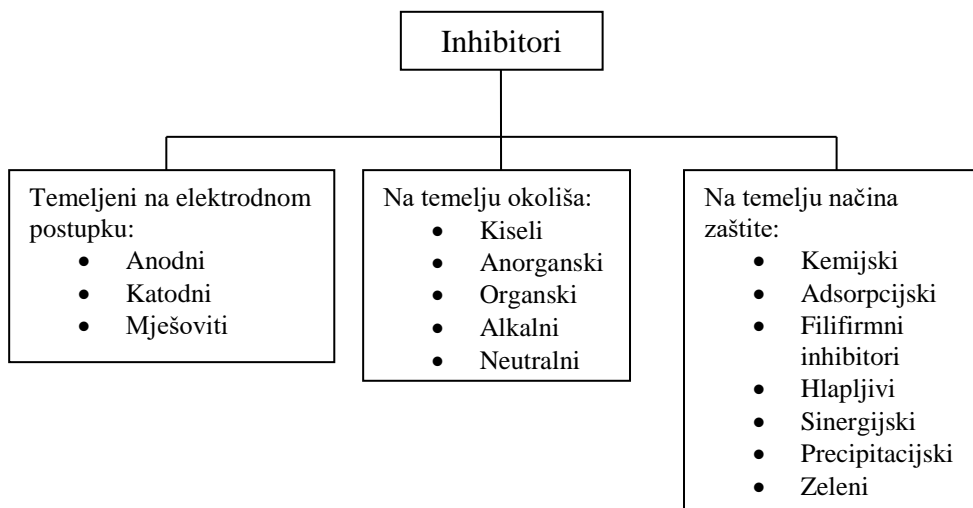 Inhibitori
Temeljeni na elektrodnom
postupku:
• Anodni
• Katodni
• Mješoviti
Na temelju okoliša:
• Kiseli
• Anorganski
• Organski
• Alkalni
• Neutralni
Na temelju načina
zaštite:
• Kemijski
• Adsorpcijski
• Filifirmni
inhibitori
• Hlapljivi
• Sinergijski
• Precipitacijski
• Zeleni